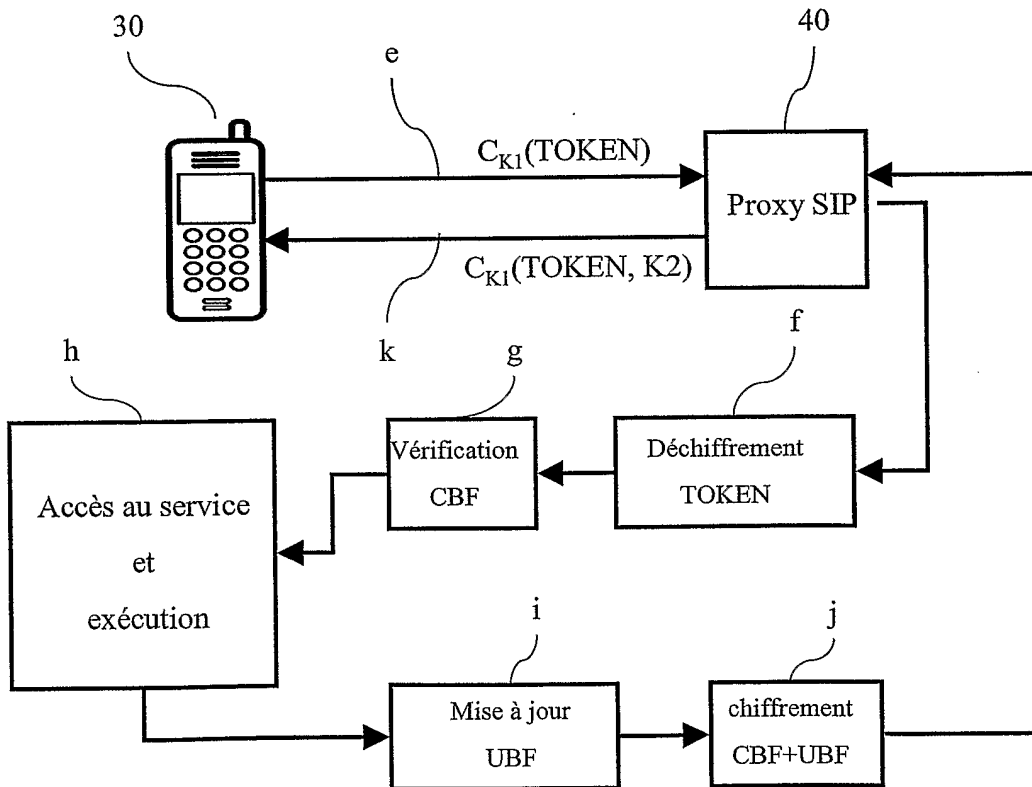 30
e
40
C_K1(TOKEN)
Proxy SIP
C_K1(TOKEN, K2)
h
k
g
f
Vérification
CBF
Déchiffrement
TOKEN
Accès au service
et
exécution
i
j
Mise à jour
UBF
chiffrement
CBF+UBF